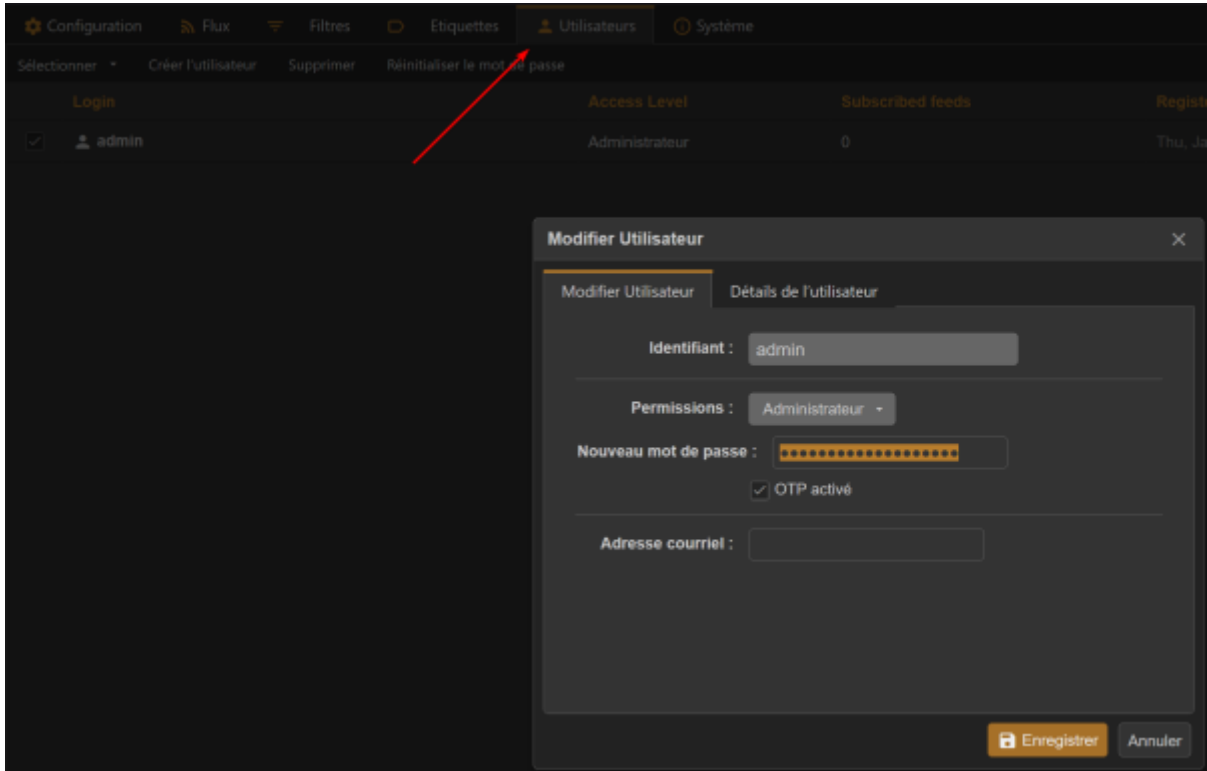 Configuration Flux Filtres Etiquettes Utilisateurs Système
Sélectionner Créer l'utilisateur Supprimer Réinitialiser le mot de passe
Login Access Level Subscribed feeds
admin Administrateur 0 Thu,
Modifier Utilisateur
Modifier Utilisateur Détails de l'utilisateur
Identifiant : admin
Permissions : Administrateur
Nouveau mot de passe :
OTP activé
Adresse courriel :
Enregistrer Annuler